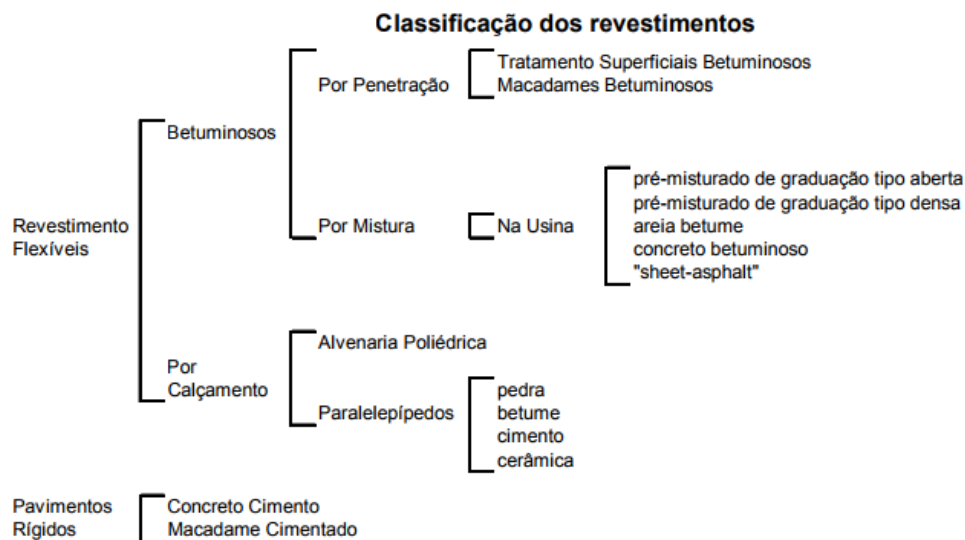 Classificação dos revestimentos
Tratamento Superficiais Betuminosos
Por Penetração
Macadames Betuminosos
Betuminosos
pré-misturado de graduação tipo aberta
pré-misturado de graduação tipo densa
Revestimento
Flexíveis
Por Mistura
Na Usina
areia betume
concreto betuminoso
"sheet-asphalt"
Alvenaria Poliédrica
Por
Calçamento
pedra
Paralelepípedos
betume
cimento
cerâmica
Pavimentos
Rígidos
Concreto Cimento
Macadame Cimentado